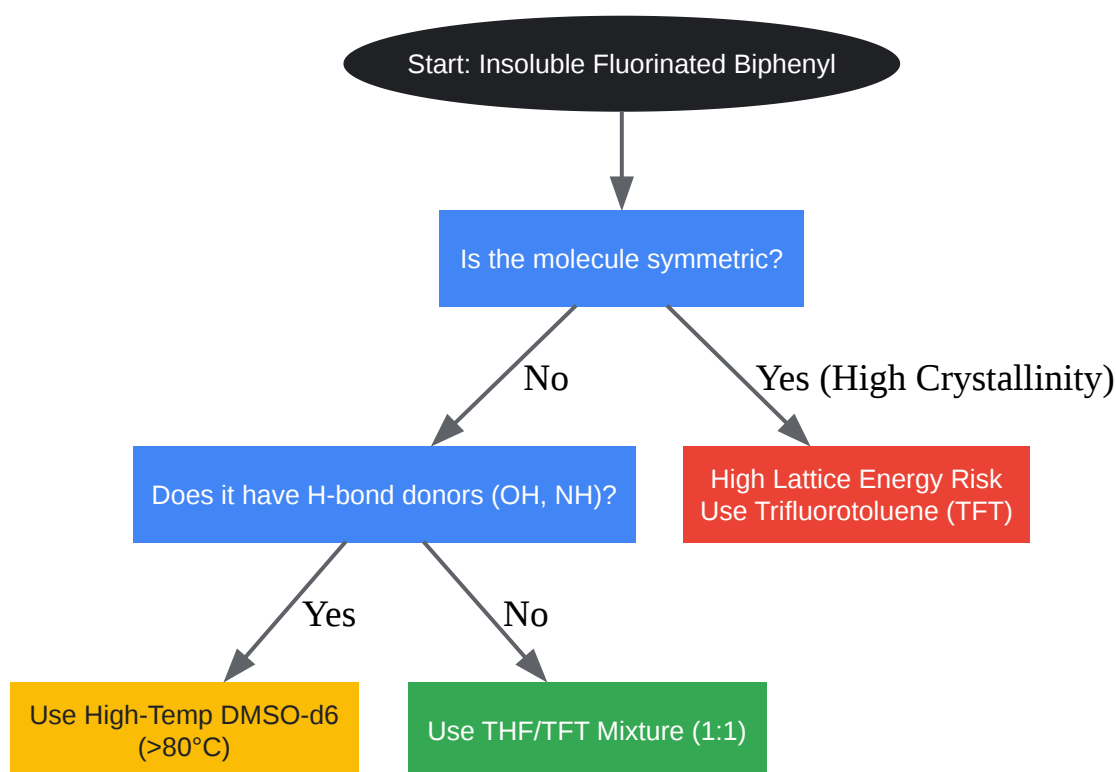 Start: Insoluble Fluorinated Biphenyl
Is the molecule symmetric?
No
Yes (High Crystallinity)
Does it have H-bond donors (OH, NH)?
High Lattice Energy Risk
Use Trifluorotoluene (TFT)
Yes
No
Use High-Temp DMSO-d6
(>80°C)
Use THF/TFT Mixture (1:1)